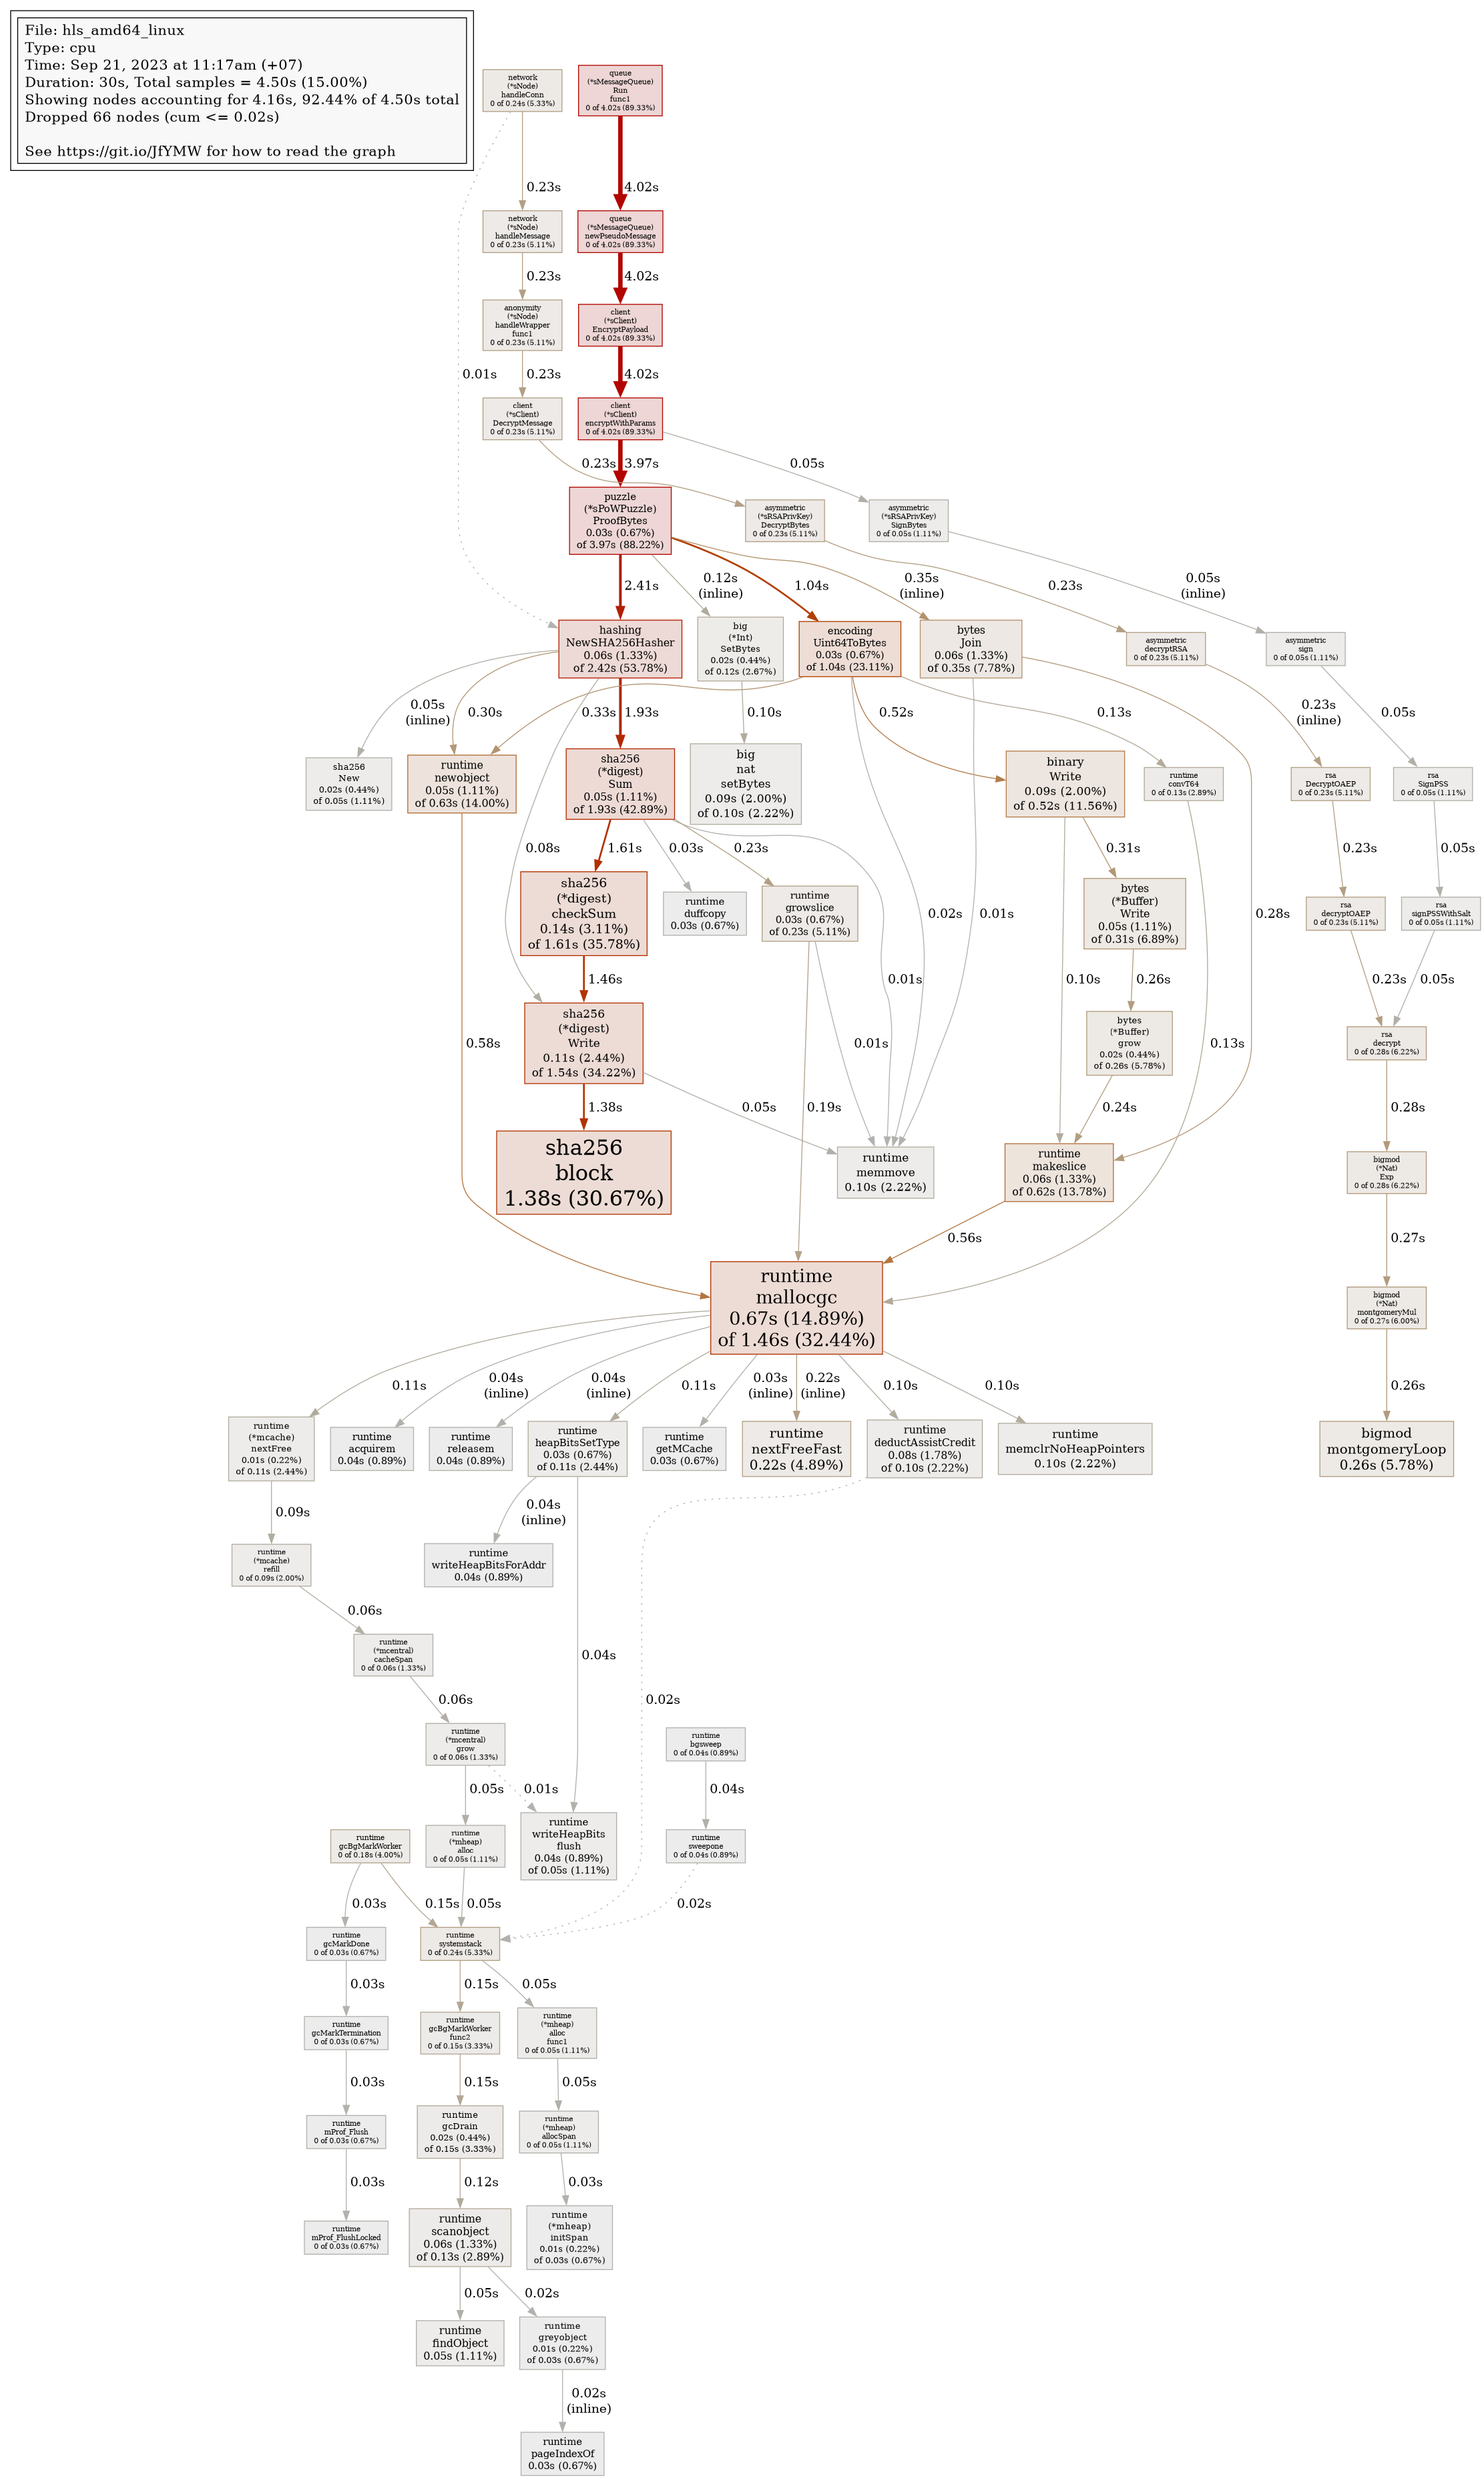 File: hls_amd64_linux
Type: cpu
Time: Sep 21, 2023 at 11:17am (+07)
Duration: 30s, Total samples = 4.50s (15.00%)
Showing nodes accounting for 4.16s, 92.44% of 4.50s total
Dropped 66 nodes (cum <= 0.02s)
See https://git.io/JfYMW for how to read the graph
network
(*sNode)
handleConn
0 of 0.24s (5.33%)
queue
(*sMessageQueue)
Run
func1
0 of 4.02s (89.33%)
0.23s
4.02s
network
(*sNode)
handleMessage
0 of 0.23s (5.11%)
queue
(*sMessageQueue)
newPseudoMessage
0 of 4.02s (89.33%)
0.23s
4.02s
anonymity
(*sNode)
handleWrapper
func1
0 of 0.23s (5.11%)
client
(*sClient)
EncryptPayload
0 of 4.02s (89.33%)
0.01s
0.23s
4.02s
client
(*sClient)
DecryptMessage
0 of 0.23s (5.11%)
client
(*sClient)
encryptWithParams
0 of 4.02s (89.33%)
0.23s
3.97s
0.05s
puzzle
(*sPoWPuzzle)
ProofBytes
0.03s (0.67%)
of 3.97s (88.22%)
asymmetric
(*sRSAPrivKey)
DecryptBytes
0 of 0.23s (5.11%)
asymmetric
(*sRSAPrivKey)
SignBytes
0 of 0.05s (1.11%)
2.41s
0.12s
(inline)
1.04s
0.35s
(inline)
0.23s
0.05s
(inline)
hashing
NewSHA256Hasher
0.06s (1.33%)
of 2.42s (53.78%)
big
(*Int)
SetBytes
0.02s (0.44%)
of 0.12s (2.67%)
encoding
Uint64ToBytes
0.03s (0.67%)
of 1.04s (23.11%)
bytes
Join
0.06s (1.33%)
of 0.35s (7.78%)
asymmetric
decryptRSA
0 of 0.23s (5.11%)
asymmetric
sign
0 of 0.05s (1.11%)
0.05s
(inline)
0.30s
0.33s
1.93s
0.10s
0.52s
0.13s
0.23s
(inline)
0.05s
sha256
New
0.02s (0.44%)
of 0.05s (1.11%)
runtime
newobject
0.05s (1.11%)
of 0.63s (14.00%)
sha256
(*digest)
Sum
0.05s (1.11%)
of 1.93s (42.89%)
big
nat
setBytes
0.09s (2.00%)
of 0.10s (2.22%)
binary
Write
0.09s (2.00%)
of 0.52s (11.56%)
runtime
convT64
0 of 0.13s (2.89%)
rsa
DecryptOAEP
0 of 0.23s (5.11%)
rsa
SignPSS
0 of 0.05s (1.11%)
0.08s
1.61s
0.03s
0.23s
0.31s
0.23s
0.05s
sha256
(*digest)
checkSum
0.14s (3.11%)
of 1.61s (35.78%)
runtime
duffcopy
0.03s (0.67%)
runtime
growslice
0.03s (0.67%)
of 0.23s (5.11%)
0.02s
0.01s
bytes
(*Buffer)
Write
0.05s (1.11%)
of 0.31s (6.89%)
0.28s
rsa
decryptOAEP
0 of 0.23s (5.11%)
rsa
signPSSWithSalt
0 of 0.05s (1.11%)
1.46s
0.01s
0.10s
0.26s
0.23s
0.05s
sha256
(*digest)
Write
0.11s (2.44%)
of 1.54s (34.22%)
0.58s
0.01s
bytes
(*Buffer)
grow
0.02s (0.44%)
of 0.26s (5.78%)
0.13s
rsa
decrypt
0 of 0.28s (6.22%)
1.38s
0.05s
0.19s
0.24s
0.28s
sha256
block
1.38s (30.67%)
runtime
memmove
0.10s (2.22%)
runtime
makeslice
0.06s (1.33%)
of 0.62s (13.78%)
bigmod
(*Nat)
Exp
0 of 0.28s (6.22%)
0.56s
0.27s
runtime
mallocgc
0.67s (14.89%)
of 1.46s (32.44%)
bigmod
(*Nat)
montgomeryMul
0 of 0.27s (6.00%)
0.11s
0.04s
(inline)
0.04s
(inline)
0.11s
0.03s
(inline)
0.22s
(inline)
0.10s
0.10s
0.26s
runtime
(*mcache)
nextFree
0.01s (0.22%)
of 0.11s (2.44%)
runtime
acquirem
0.04s (0.89%)
runtime
releasem
0.04s (0.89%)
runtime
heapBitsSetType
0.03s (0.67%)
of 0.11s (2.44%)
runtime
getMCache
0.03s (0.67%)
runtime
nextFreeFast
0.22s (4.89%)
runtime
deductAssistCredit
0.08s (1.78%)
of 0.10s (2.22%)
runtime
memclrNoHeapPointers
0.10s (2.22%)
bigmod
montgomeryLoop
0.26s (5.78%)
0.09s
0.04s
(inline)
runtime
(*mcache)
refill
0 of 0.09s (2.00%)
runtime
writeHeapBitsForAddr
0.04s (0.89%)
0.06s
runtime
(*mcentral)
cacheSpan
0 of 0.06s (1.33%)
0.04s
0.06s
0.02s
runtime
(*mcentral)
grow
0 of 0.06s (1.33%)
runtime
bgsweep
0 of 0.04s (0.89%)
0.05s
0.01s
0.04s
runtime
gcBgMarkWorker
0 of 0.18s (4.00%)
runtime
(*mheap)
alloc
0 of 0.05s (1.11%)
runtime
writeHeapBits
flush
0.04s (0.89%)
of 0.05s (1.11%)
runtime
sweepone
0 of 0.04s (0.89%)
0.03s
0.15s
0.05s
0.02s
runtime
gcMarkDone
0 of 0.03s (0.67%)
runtime
systemstack
0 of 0.24s (5.33%)
0.03s
0.15s
0.05s
runtime
gcMarkTermination
0 of 0.03s (0.67%)
runtime
gcBgMarkWorker
func2
0 of 0.15s (3.33%)
runtime
(*mheap)
alloc
func1
0 of 0.05s (1.11%)
0.03s
0.15s
0.05s
runtime
mProf_Flush
0 of 0.03s (0.67%)
runtime
gcDrain
0.02s (0.44%)
of 0.15s (3.33%)
runtime
(*mheap)
allocSpan
0 of 0.05s (1.11%)
0.03s
0.12s
0.03s
runtime
mProf_FlushLocked
0 of 0.03s (0.67%)
runtime
scanobject
0.06s (1.33%)
of 0.13s (2.89%)
runtime
(*mheap)
initSpan
0.01s (0.22%)
of 0.03s (0.67%)
0.05s
0.02s
runtime
findObject
0.05s (1.11%)
runtime
greyobject
0.01s (0.22%)
of 0.03s (0.67%)
0.02s
(inline)
runtime
pageIndexOf
0.03s (0.67%)